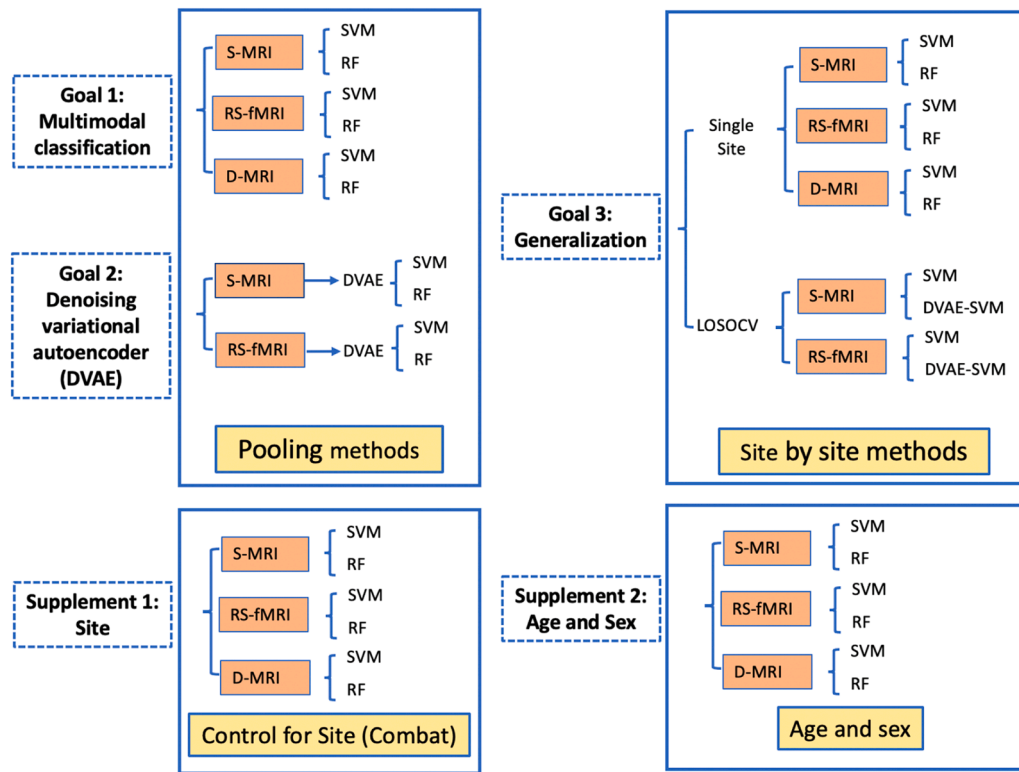 Goal 1:
Multimodal
classification
S-MRI
SVM
RF
RS-fMRI
SVM
RF
D-MRI
SVM
RF
Goal 2:
Denoising
variational
autoencoder
(DVAE)
S-MRI
DVAE
SVM
RF
RS-fMRI
DVAE
SVM
RF
Pooling methods
Goal 3:
Generalization
Single
Site
S-MRI
SVM
RF
RS-fMRI
SVM
RF
D-MRI
SVM
RF
LOSOCV
S-MRI
SVM
DVAE-SVM
RS-fMRI
SVM
DVAE-SVM
Site by site methods
Supplement 1:
Site
S-MRI
SVM
RF
RS-fMRI
SVM
RF
D-MRI
SVM
RF
Control for Site (Combat)
Supplement 2:
Age and Sex
S-MRI
SVM
RF
RS-fMRI
SVM
RF
D-MRI
SVM
RF
Age and sex